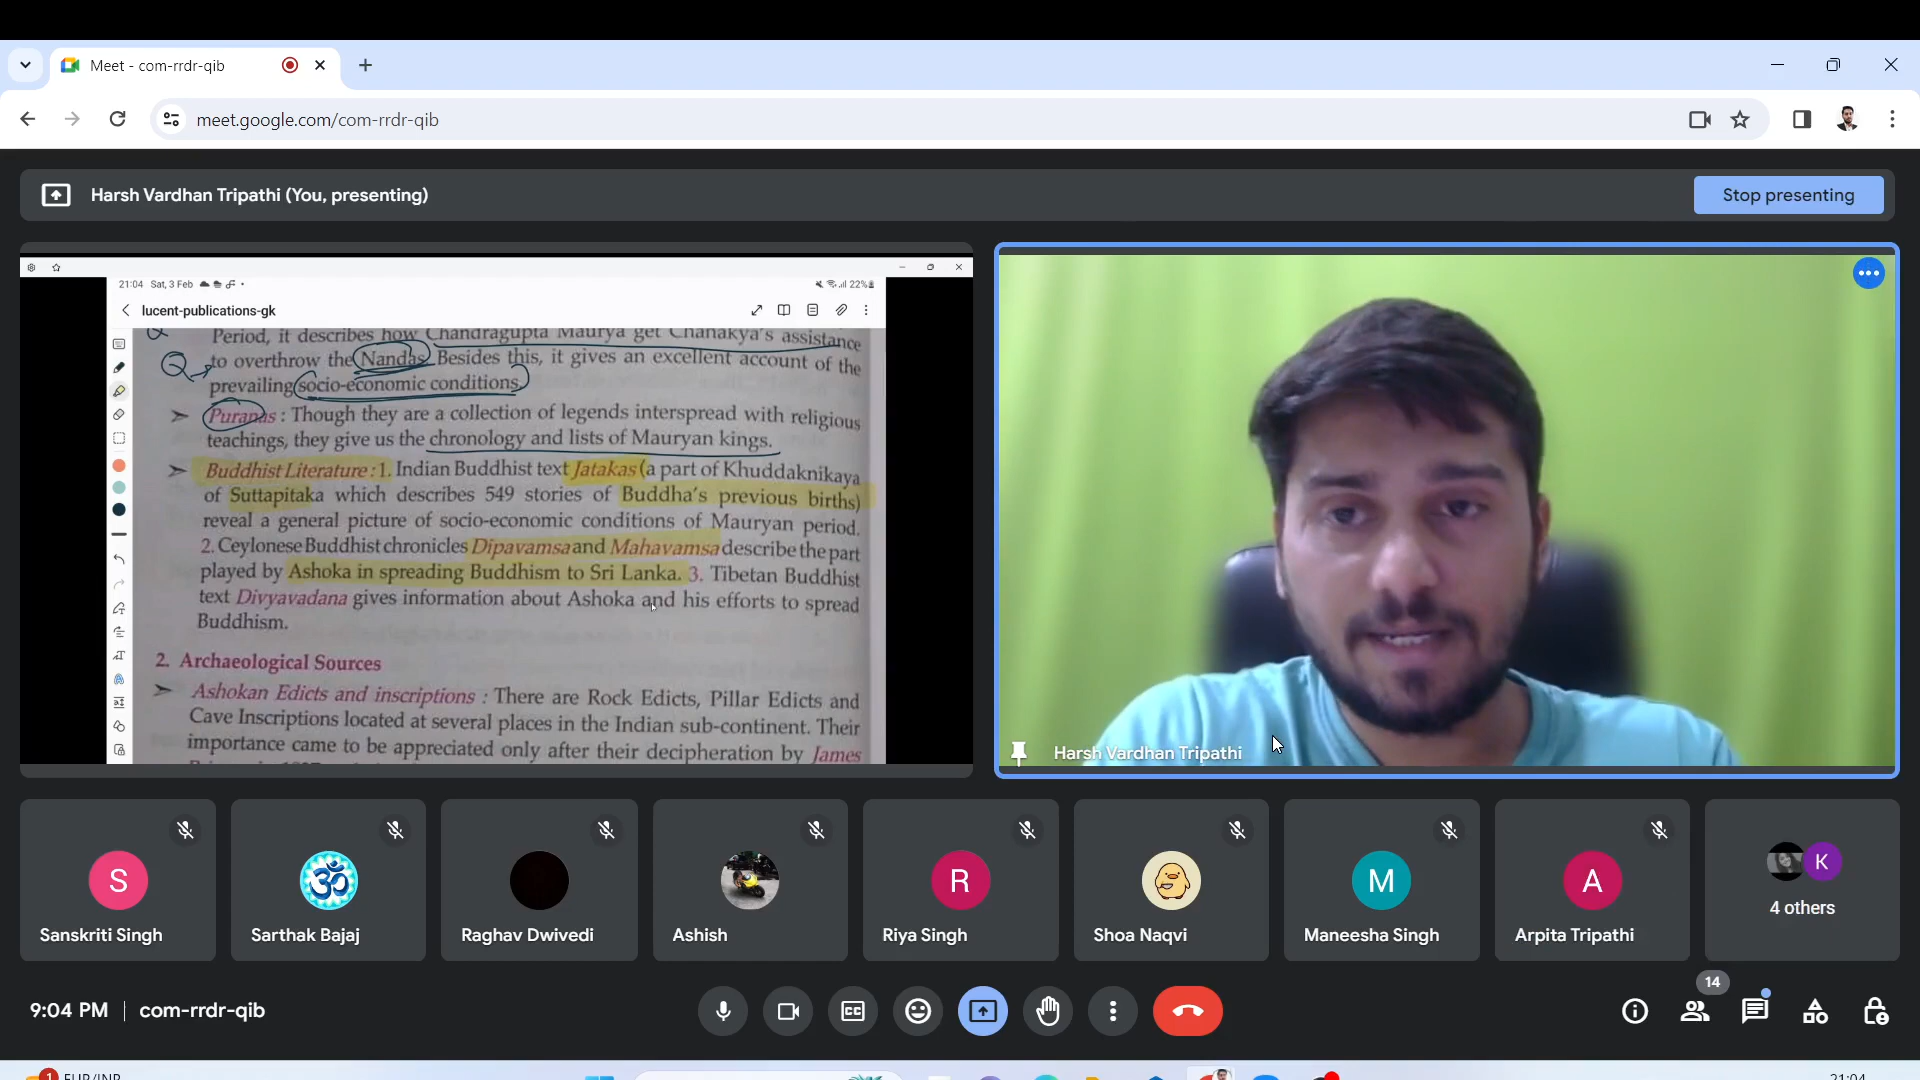 Meet - com-rrdr-qib
meet.google.com/com-rrdr-qib
Harsh Vardhan Tripathi (You, presenting)
Stop presenting
21:04 Sat, 3 Feb
22%
lucent-publications-gk
Period, it describes how Chandragupta Maurya get Chanakya's assistance
Q
to overthrow the Nandas. Besides this, it gives an excellent account of the
prevailing socio-economic conditions.
➢ Puranas : Though they are a collection of legends interspread with religious
teachings, they give us the chronology and lists of Mauryan kings.
➢ Buddhist Literature : 1. Indian Buddhist text Jatakas (a part of Khuddaknikaya
of Suttapitaka which describes 549 stories of Buddha's previous births)
reveal a general picture of socio-economic conditions of Mauryan period.
2. Ceylonese Buddhist chronicles Dipavamsa and Mahavamsa describe the part
played by Ashoka in spreading Buddhism to Sri Lanka. 3. Tibetan Buddhist
text Divyavadana gives information about Ashoka and his efforts to spread
Buddhism.
2. Archaeological Sources
➢ Ashokan Edicts and inscriptions : There are Rock Edicts, Pillar Edicts and
Cave Inscriptions located at several places in the Indian sub-continent. Their
importance came to be appreciated only after their decipheration by James
Harsh Vardhan Tripathi
S
ॐ
R
M
A
K
4 others
Sanskriti Singh
Sarthak Bajaj
Raghav Dwivedi
Ashish
Riya Singh
Shoa Naqvi
Maneesha Singh
Arpita Tripathi
14
9:04 PM
com-rrdr-qib
CC
1
EUR/INR
21:04